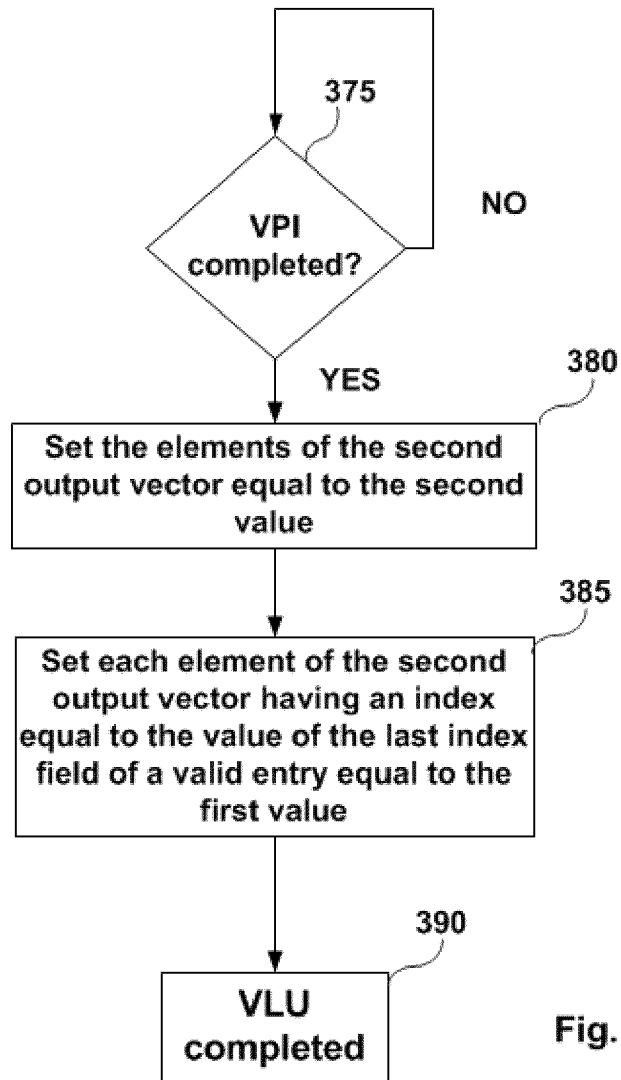 375
VPI
completed?
NO
YES
380
Set the elements of the second
output vector equal to the second
value
385
Set each element of the second
output vector having an index
equal to the value of the last index
field of a valid entry equal to the
first value
390
VLU
completed
Fig.